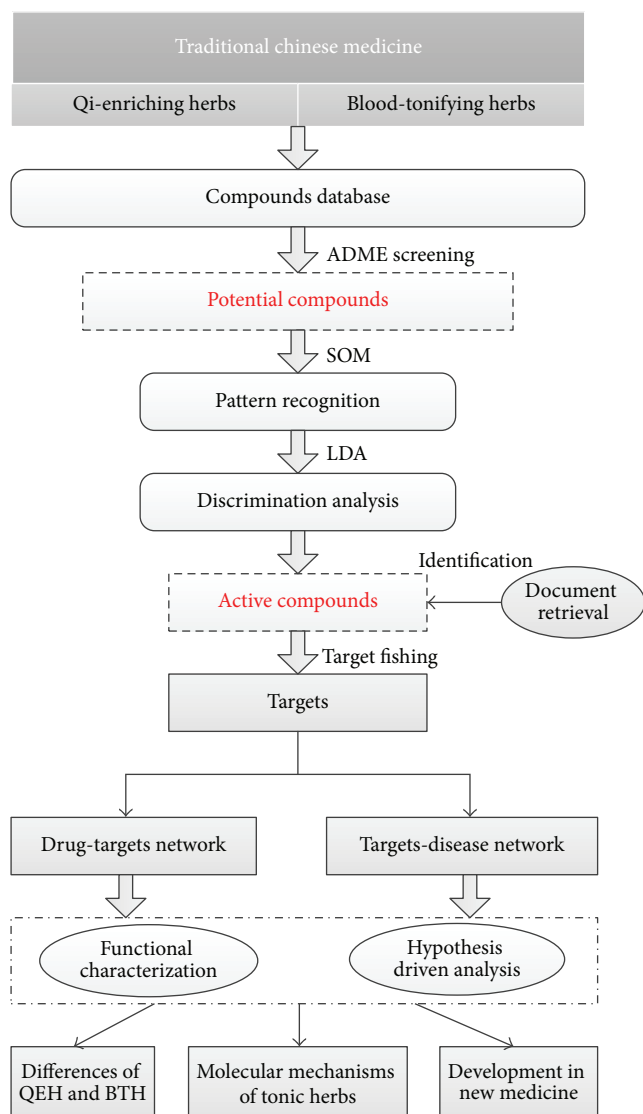 Traditional chinese medicine
Qi-enriching herbs
Blood-tonifying herbs
Compounds database
ADME screening
Potential compounds
SOM
Pattern recognition
LDA
Discrimination analysis
Identification
Active compounds
Document
retrieval
Target fishing
Targets
Drug-targets network
Targets-disease network
Functional
characterization
Hypothesis
driven analysis
Differences of
QEH and BTH
Molecular mechanisms
of tonic herbs
Development in
new medicine